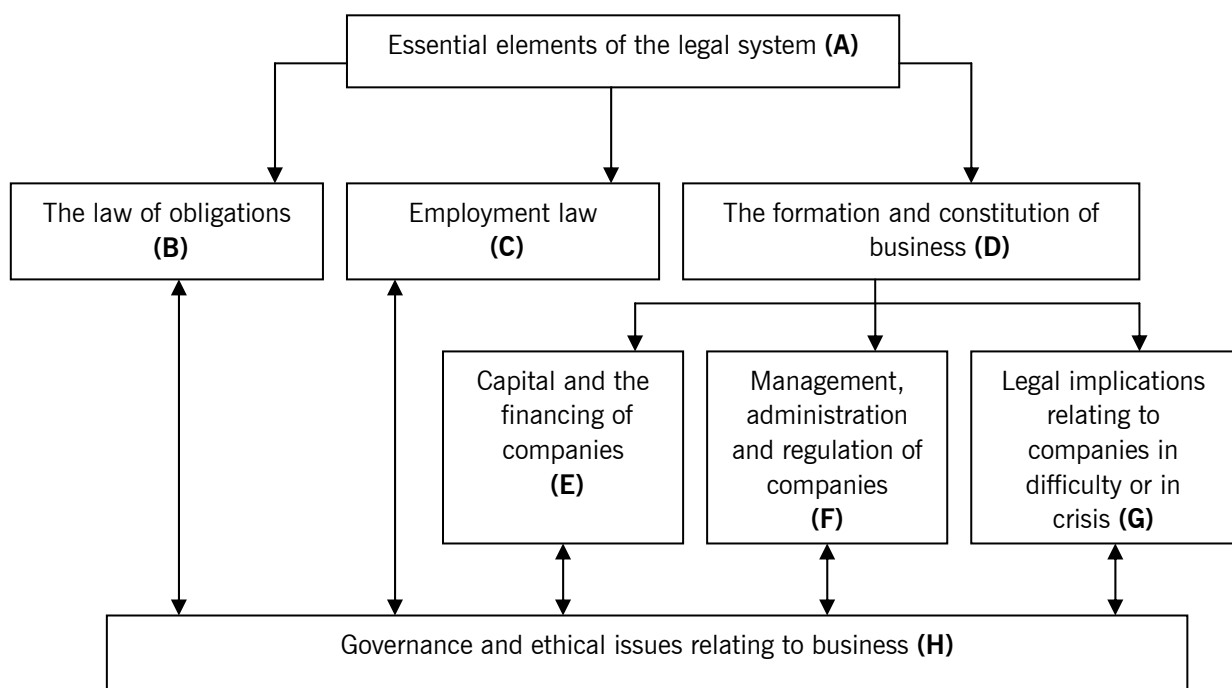 Essential elements of the legal system (A)
The law of obligations
(B)
Employment law
(C)
The formation and constitution of
business (D)
Capital and the
financing of
companies
(E)
Management,
administration
and regulation of
companies
(F)
Legal implications
relating to
companies in
difficulty or in
crisis (G)
Governance and ethical issues relating to business (H)